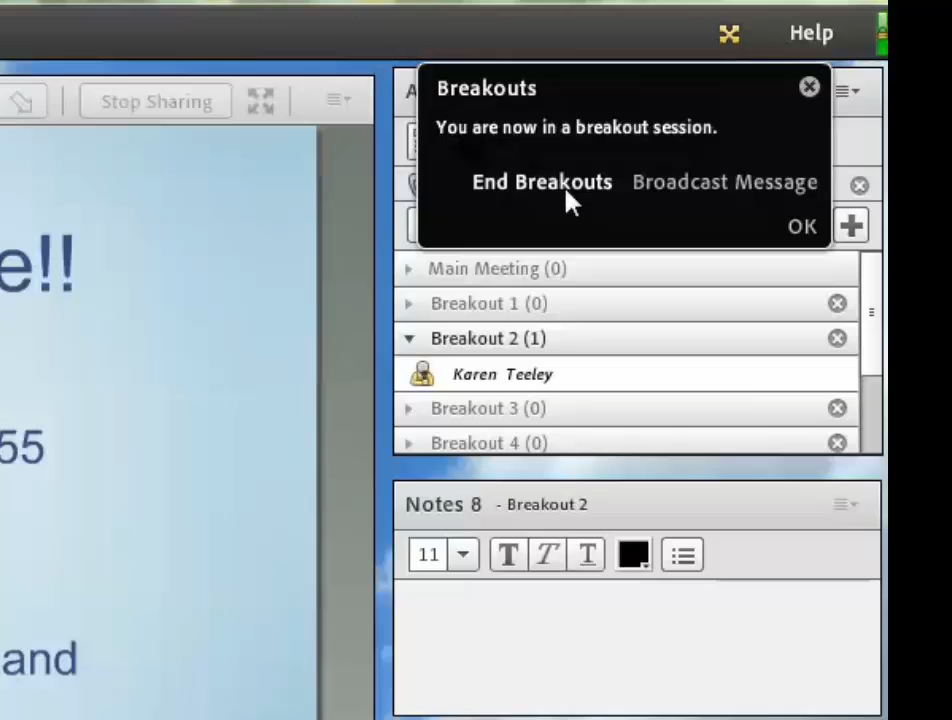 Help
Stop Sharing
A
Breakouts
You are now in a breakout session.
End Breakouts Broadcast Message
OK
Main Meeting (0)
Breakout 1 (0)
Breakout 2 (1)
Karen Teeley
Breakout 3 (0)
Breakout 4 (0)
e!!
55
and
Notes 8 - Breakout 2
11 T T T